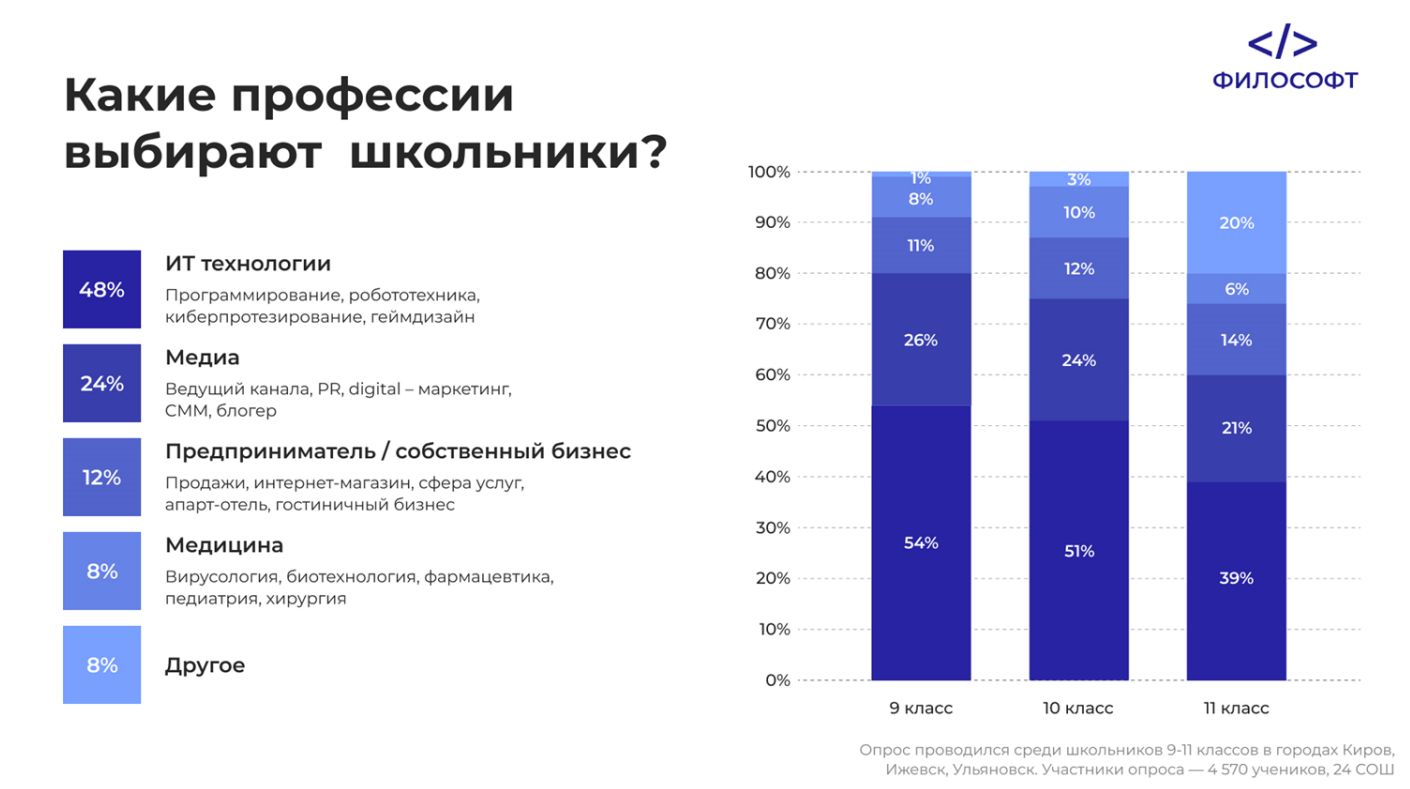 </>
ФИЛОСОФТ
Какие профессии
выбирают школьники?
48%
ИТ технологии
Программирование, робототехника,
киберпротезирование, геймдизайн
24%
Медиа
Ведущий канала, PR, digital – маркетинг,
СММ, блогер
12%
Предприниматель / собственный бизнес
Продажи, интернет-магазин, сфера услуг,
апарт-отель, гостиничный бизнес
8%
Медицина
Вирусология, биотехнология, фармацевтика,
педиатрия, хирургия
8%
Другое
100%
90%
80%
70%
60%
50%
40%
30%
20%
10%
0%
1%
8%
11%
26%
54%
9 класс
3%
10%
12%
24%
51%
10 класс
20%
6%
14%
21%
39%
11 класс
Опрос проводился среди школьников 9-11 классов в городах Киров,
Ижевск, Ульяновск. Участники опроса — 4 570 учеников, 24 СОШ